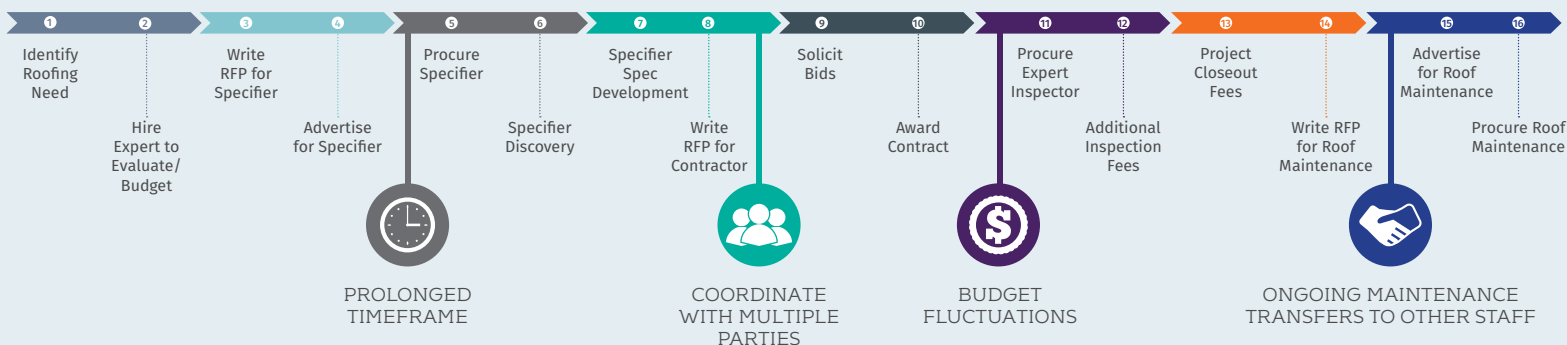 1
2
3
4
5
6
7
8
9
10
11
12
13
14
15
16
Identify
Roofing
Need
Hire
Expert to
Evaluate/
Budget
Write
RFP for
Specifier
Advertise
for Specifier
Procure
Specifier
Specifier
Discovery
Specifier
Spec
Development
Write
RFP for
Contractor
Solicit
Bids
Award
Contract
Procure
Expert
Inspector
Additional
Inspection
Fees
Project
Closeout
Fees
Write RFP
for Roof
Maintenance
Advertise
for Roof
Maintenance
Procure Roof
Maintenance
$
PROLONGED
TIMEFRAME
COORDINATE
WITH MULTIPLE
PARTIES
BUDGET
FLUCTUATIONS
ONGOING MAINTENANCE
TRANSFERS TO OTHER STAFF